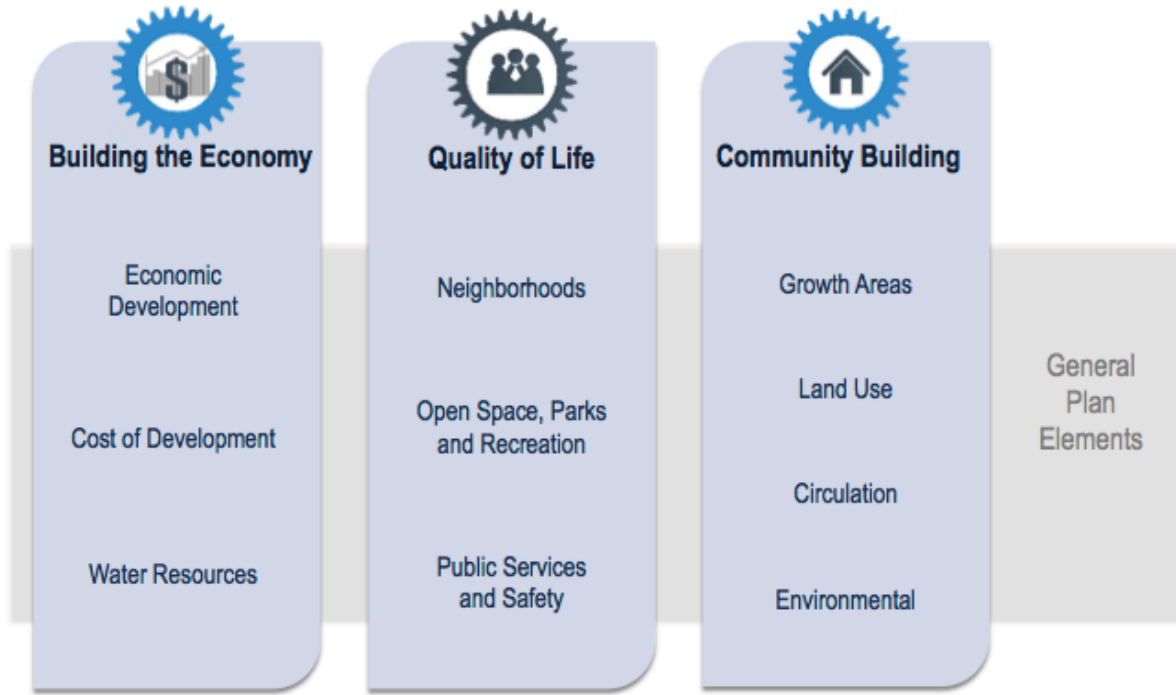 $
Building the Economy
Economic
Development
Cost of Development
Water Resources
Quality of Life
Neighborhoods
Open Space, Parks
and Recreation
Public Services
and Safety
Community Building
Growth Areas
Land Use
Circulation
Environmental
General
Plan
Elements